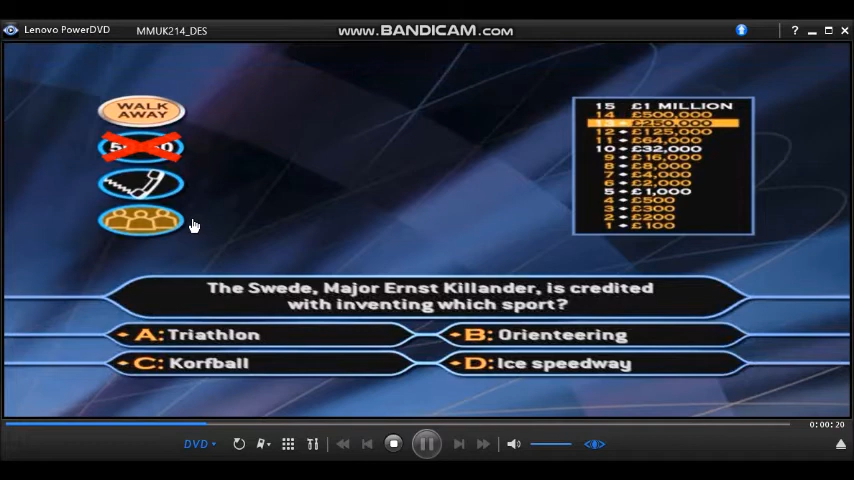 Lenovo PowerDVD
MMUK214_DES
www.BANDICAM.com
?
WALK
AWAY
15 £1 MILLION
14 £500,000
13 £250,000
12 £125,000
11 £64,000
10 £32,000
9 £16,000
8 £8,000
7 £4,000
6 £2,000
5 £1,000
4 £500
3 £300
2 £200
1 £100
The Swede, Major Ernst Killander, is credited
with inventing which sport?
A: Triathlon
B: Orienteering
C: Korfball
D: Ice speedway
0:00:20
DVD